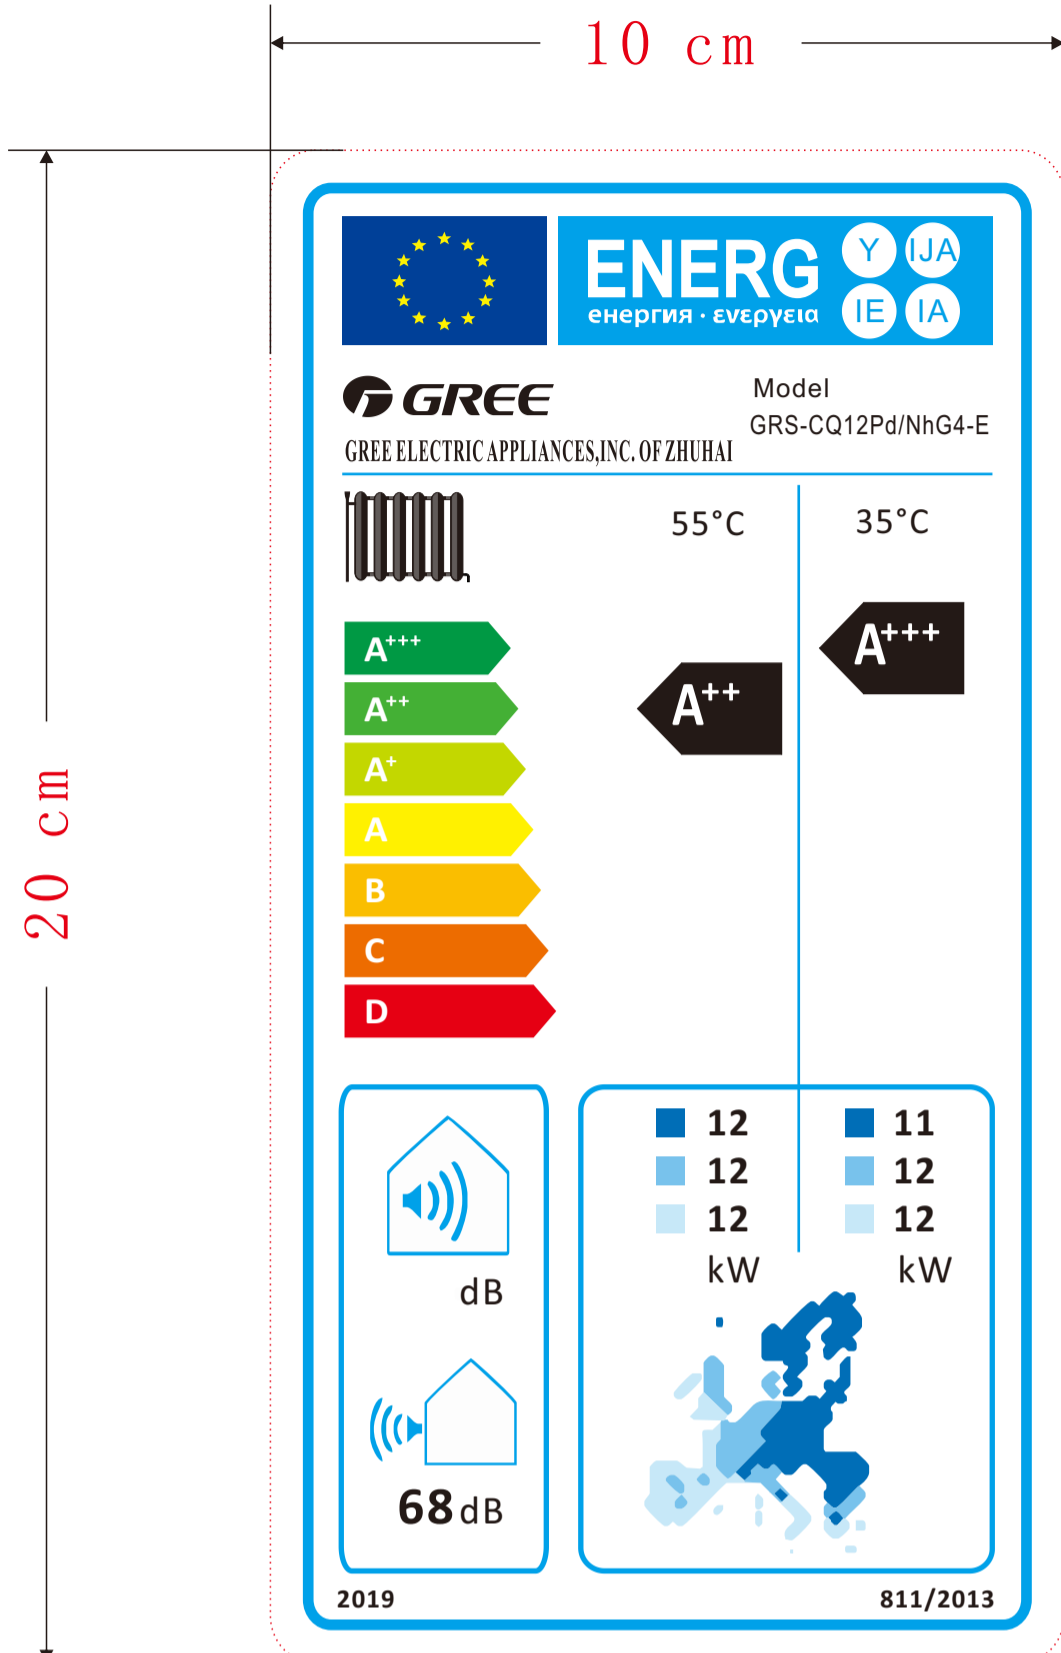 10 cm
20 cm
ENERG
енергия · ενεργεια
Y IJA
IE IA
GREE
GREE ELECTRIC APPLIANCES,INC. OF ZHUHAI
Model
GRS-CQ12Pd/NhG4-E
55°C
35°C
A+++
A++
A+
A
B
C
D
A++
A+++
dB
68 dB
12
12
12
kW
11
12
12
kW
2019
811/2013